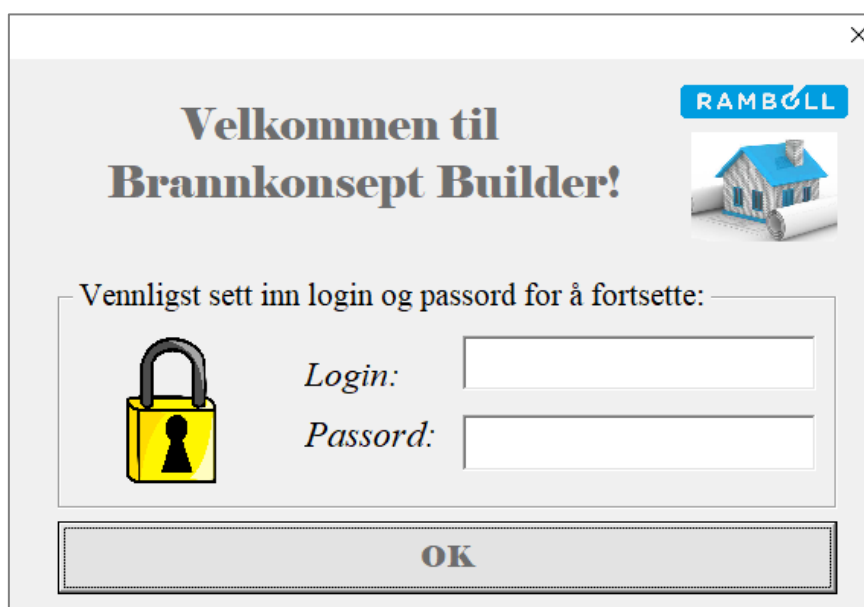 RAMBOLL
Velkommen til
Brannkonsept Builder!
Vennligst sett inn login og passord for å fortsette:
Login:
Passord:
OK